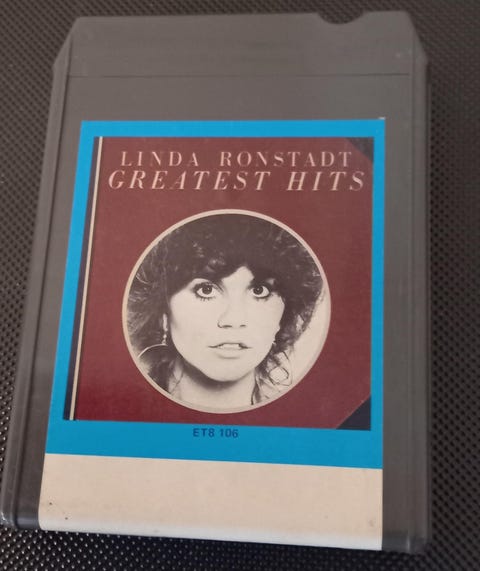 LINDA RONSTADT
GREATEST HITS
ET8 106